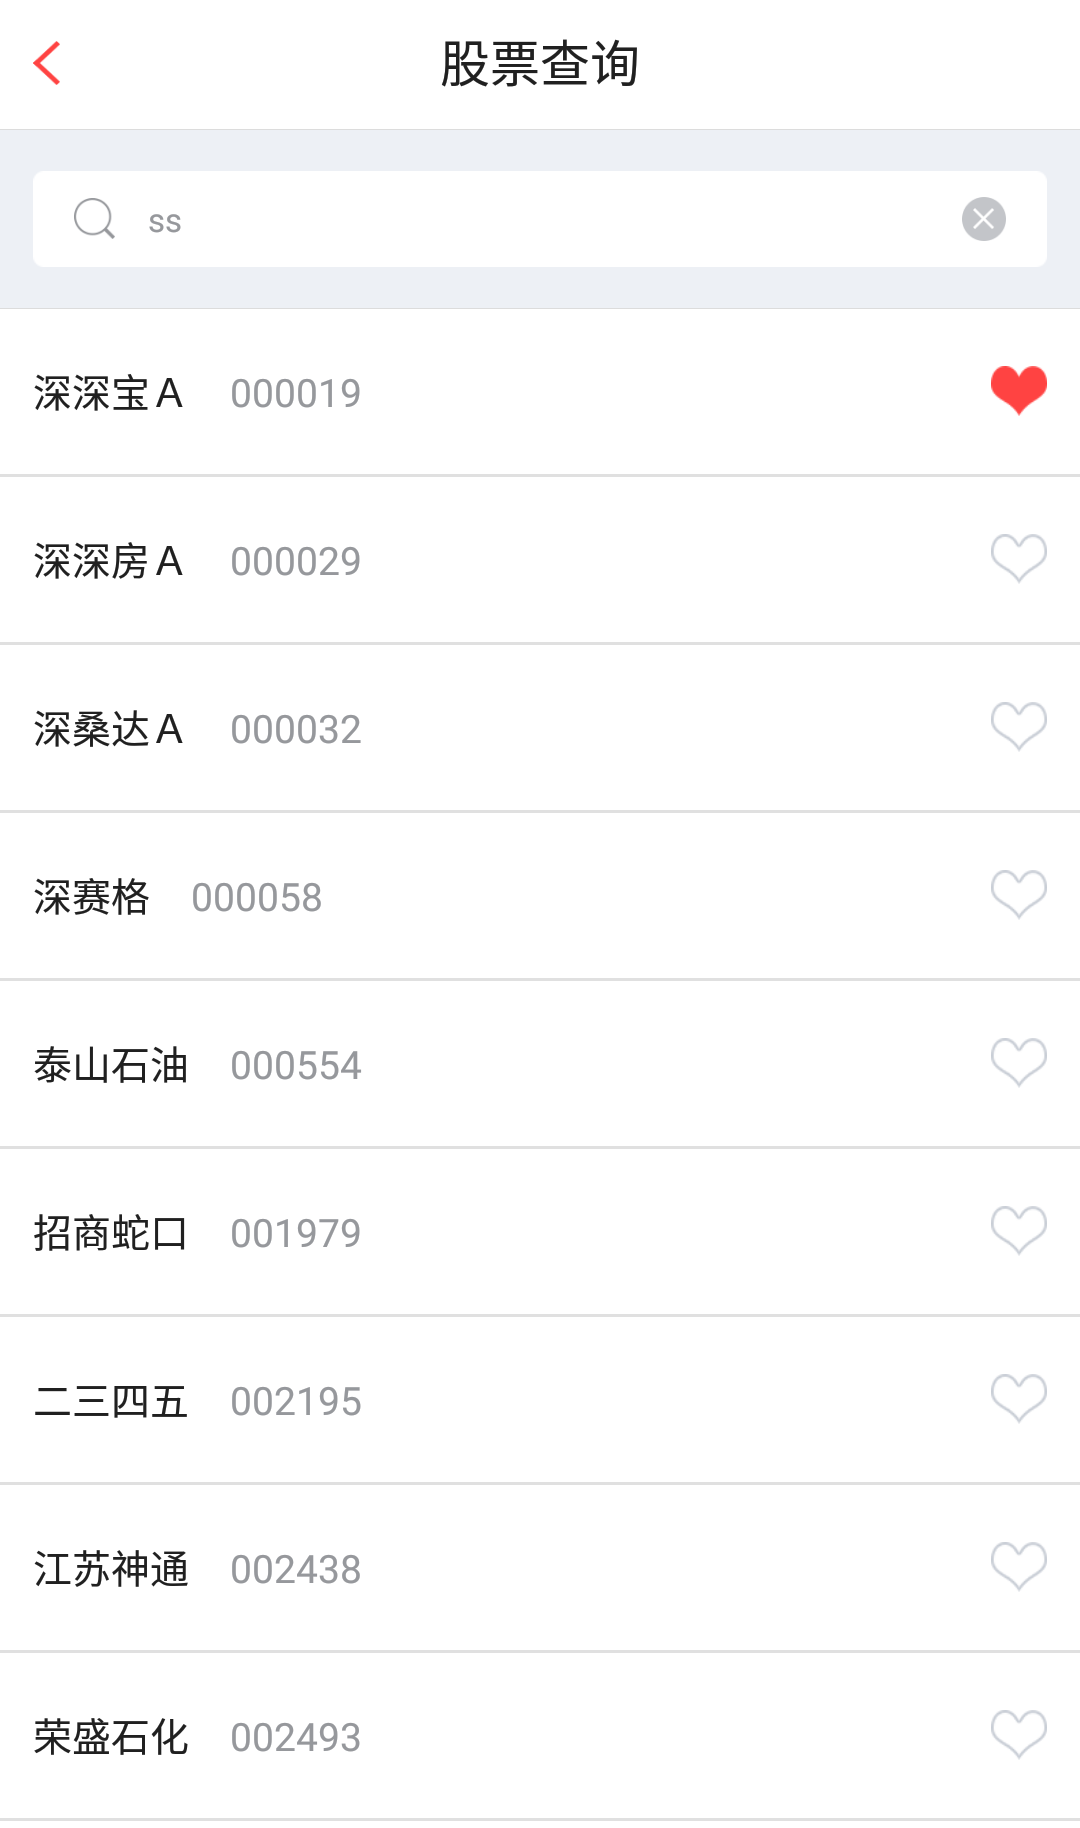 股票查询
ss
深深宝A 000019
深深房A 000029
深桑达A 000032
深赛格 000058
泰山石油 000554
招商蛇口 001979
二三四五 002195
江苏神通 002438
荣盛石化 002493